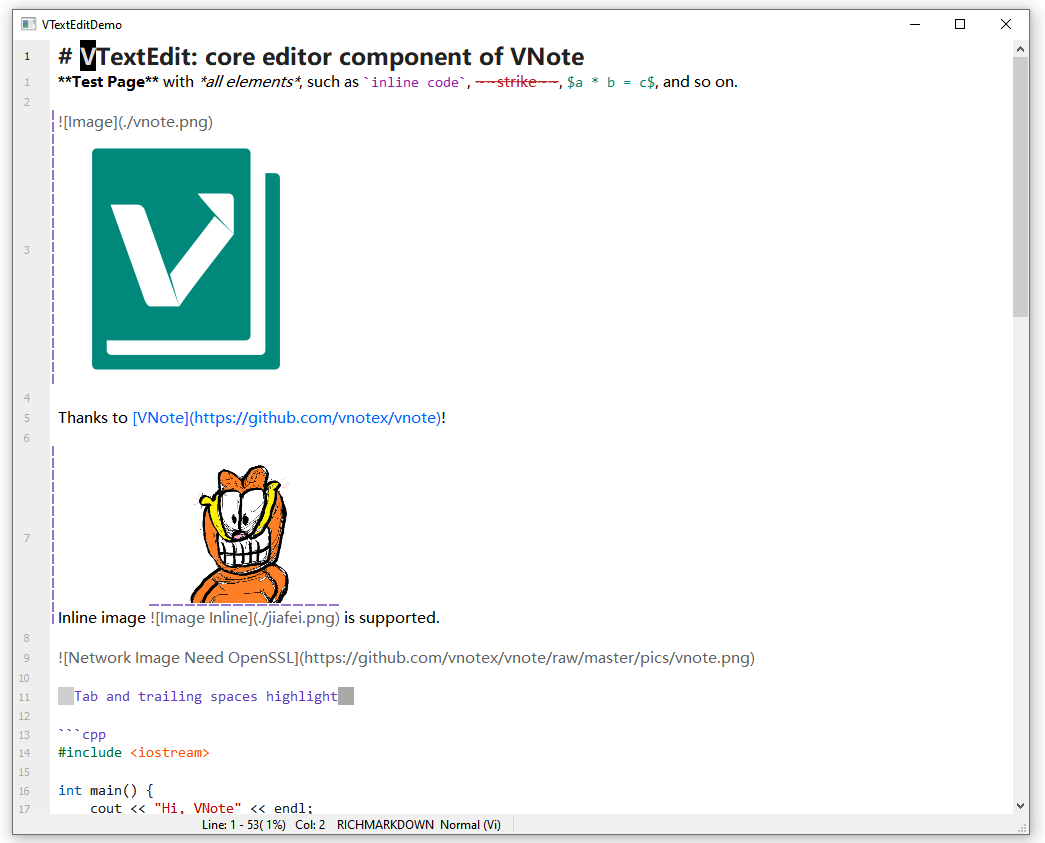 VTextEditDemo
1 # VTextEdit: core editor component of VNote
1 **Test Page** with *all elements*, such as `inline code`, ~~strike~~, $a * b = c$, and so on.
2
![Image](./vnote.png)
3
4
5 Thanks to [VNote](https://github.com/vnotex/vnote)!
6
7
Inline image ![Image Inline](./jiafei.png) is supported.
8
9 ![Network Image Need OpenSSL](https://github.com/vnotex/vnote/raw/master/pics/vnote.png)
10
11 Tab and trailing spaces highlight
12
13 ```cpp
14 #include <iostream>
15
16 int main() {
17 cout << "Hi, VNote" << endl;
Line: 1 - 53( 1%) Col: 2 RICHMARKDOWN Normal (Vi)